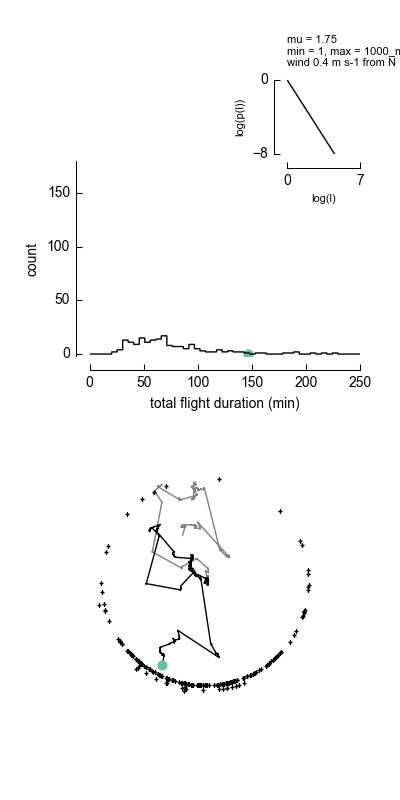 mu = 1.75
min = 1, max = 1000_m
wind 0.4 m s-1 from N
0
log(p(l))
−8
0
7
log(l)
150
count
100
50
0
0
50
100
150
200
250
total flight duration (min)